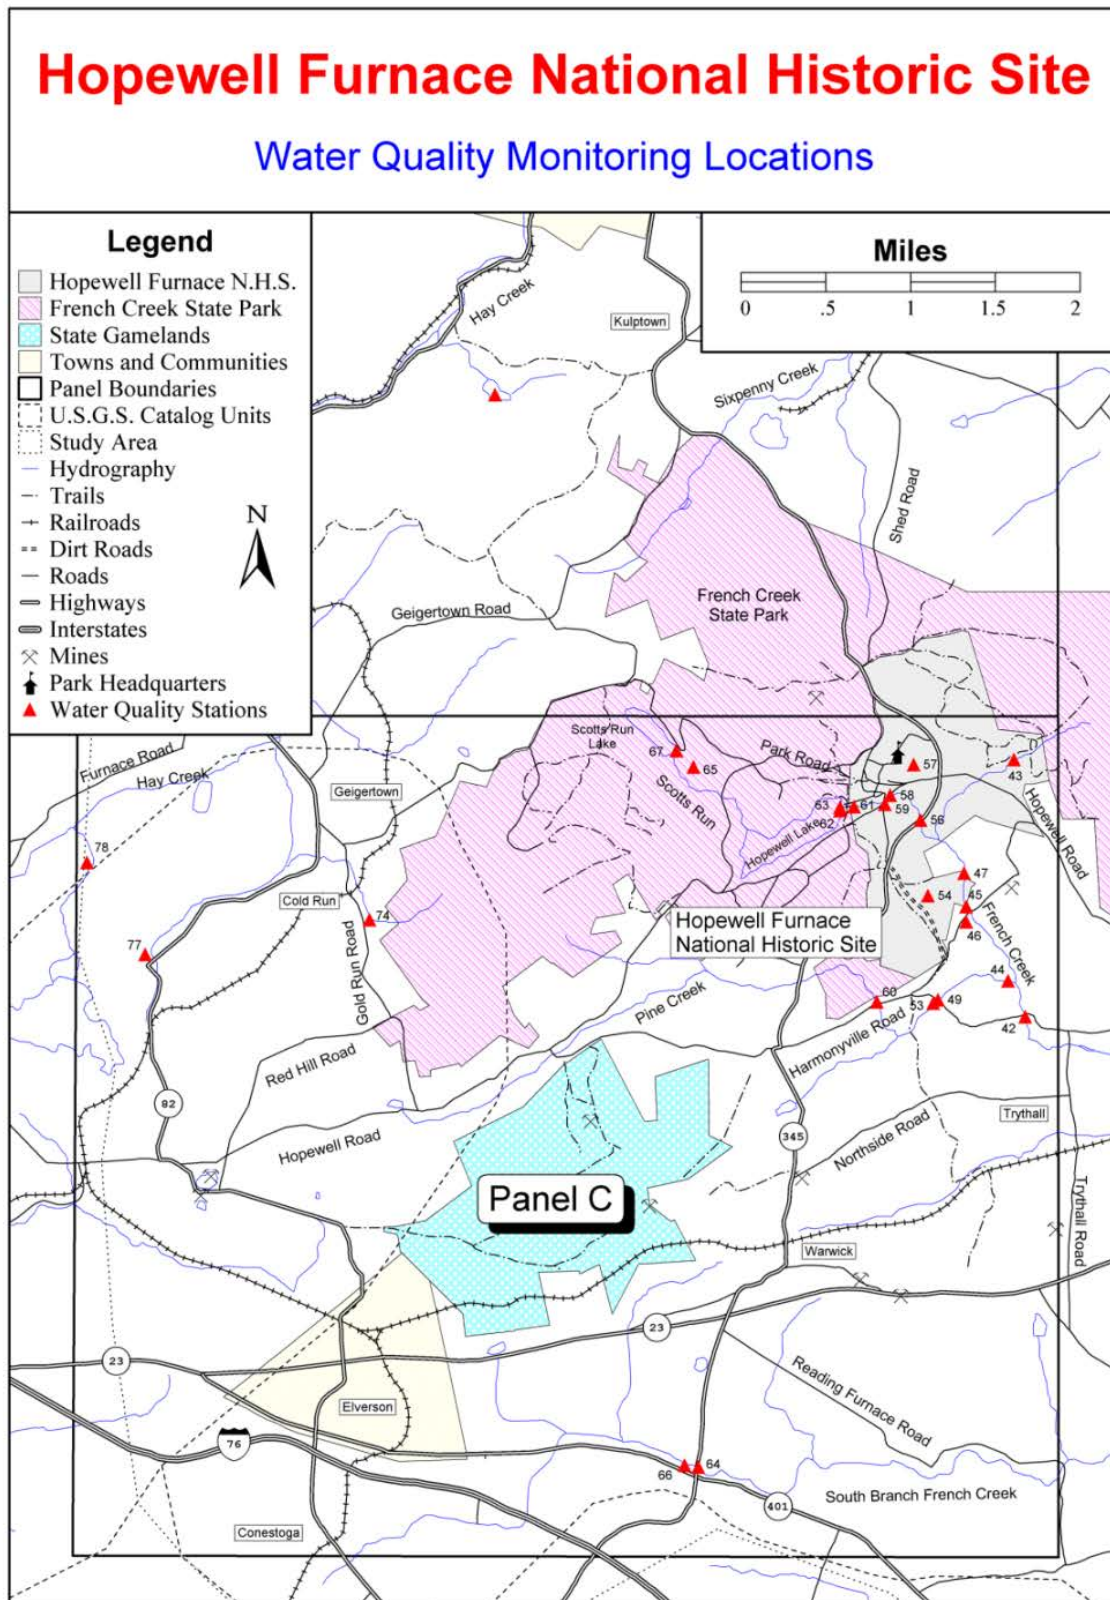 Hopewell Furnace National Historic Site
Water Quality Monitoring Locations
Legend
Hopewell Furnace N.H.S.
French Creek State Park
State Gamelands
Towns and Communities
Panel Boundaries
U.S.G.S. Catalog Units
Study Area
Hydrography
Trails
Railroads
Dirt Roads
Roads
Highways
Interstates
Mines
Park Headquarters
Water Quality Stations
N
Miles
0 .5 1 1.5 2
Hay Creek
Kulptown
Sixpenny Creek
Shed Road
French Creek
State Park
Geigertown Road
Scotts Run
Lake
67
65
Scotts Run
Park Road
57
43
Furnace Road
Hay Creek
Geigertown
63
62
61
58
59
56
Hopewell Lake
Hopewell Road
78
74
Cold Run
Gold Run Road
77
47
54
45
46
Hopewell Furnace
National Historic Site
French Creek
44
42
60
53
49
Pine Creek
Harmonyville Road
Red Hill Road
82
Hopewell Road
345
Northside Road
Trythall
Trythall Road
Panel C
Warwick
23
23
Elverson
76
Reading Furnace Road
66
64
401
South Branch French Creek
Conestoga